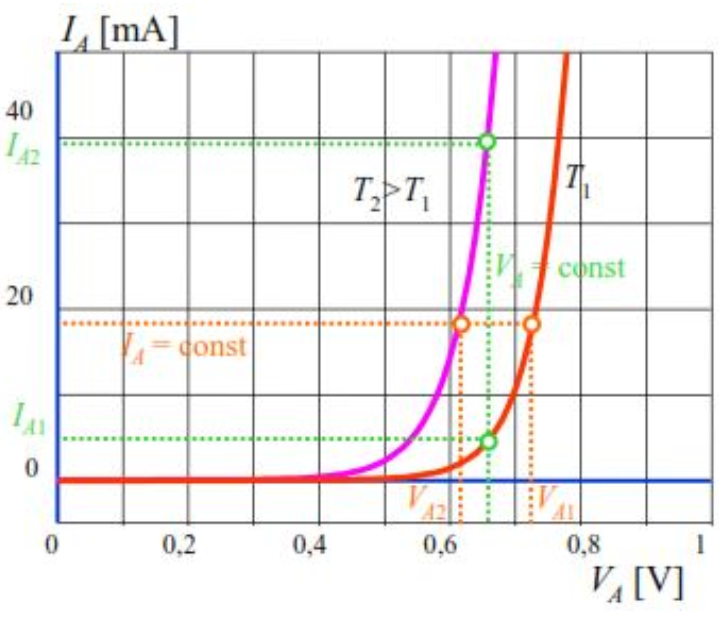 I_A [mA]
40
I_A2
T_2>T_1
T_1
V_A = const
20
I_A = const
I_A1
0
V_A2
V_A1
0
0,2
0,4
0,6
0,8
1
V_A [V]